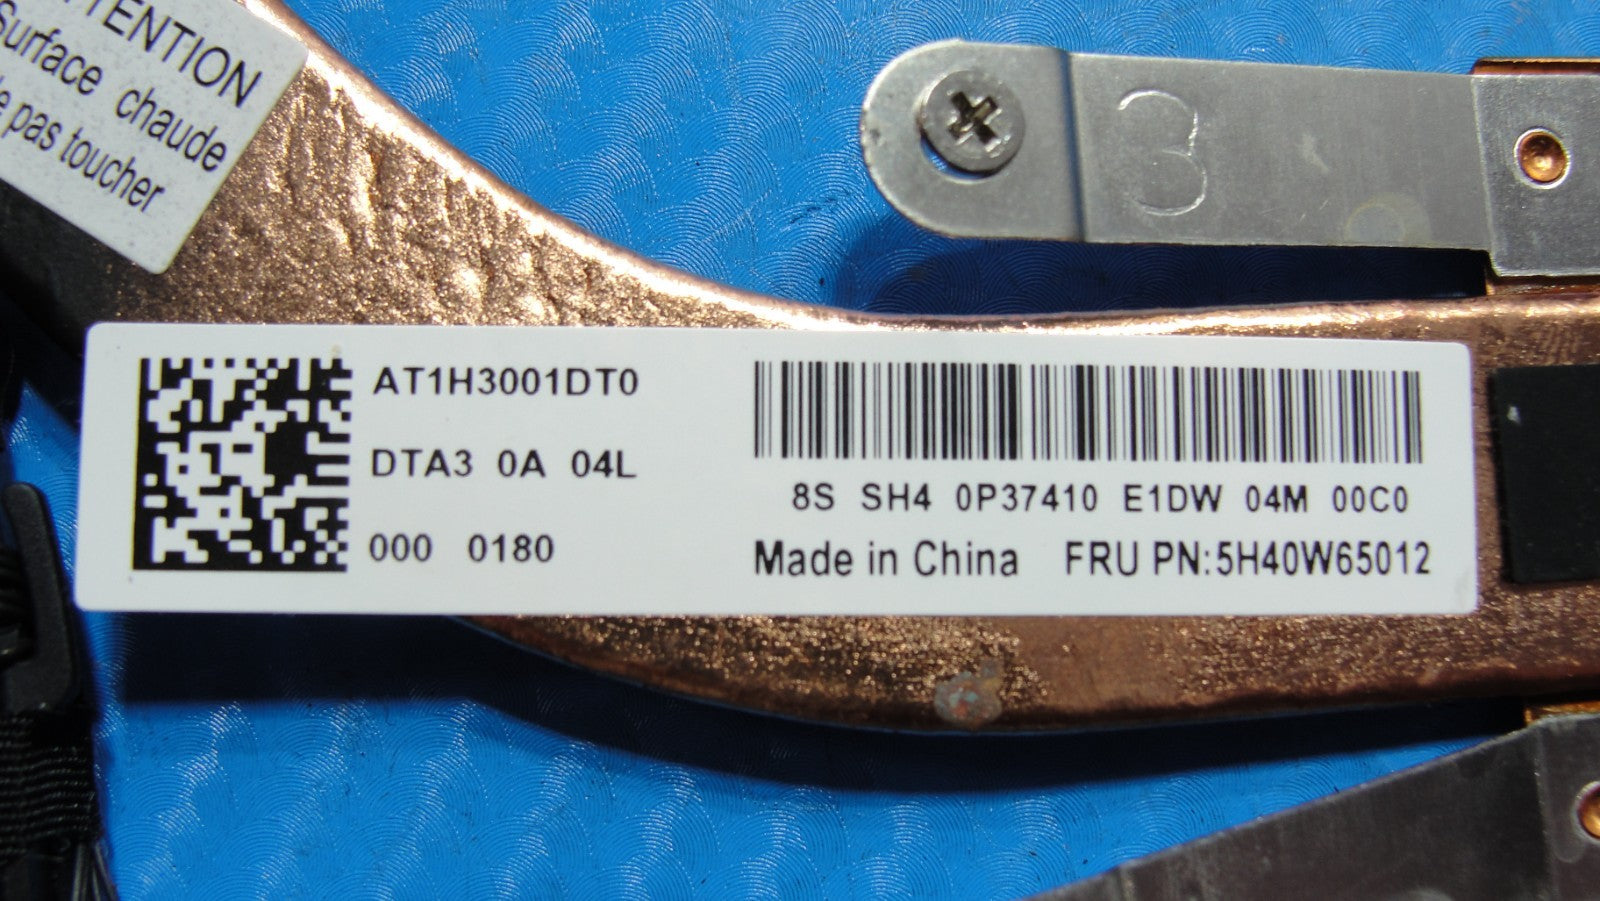 TTENTION
Surface chaude
pas toucher
3
AT1H3001DT0
DTA3 0A 04L
000 0180
8S SH4 0P37410 E1DW 04M 00C0
Made in China FRU PN:5H40W65012